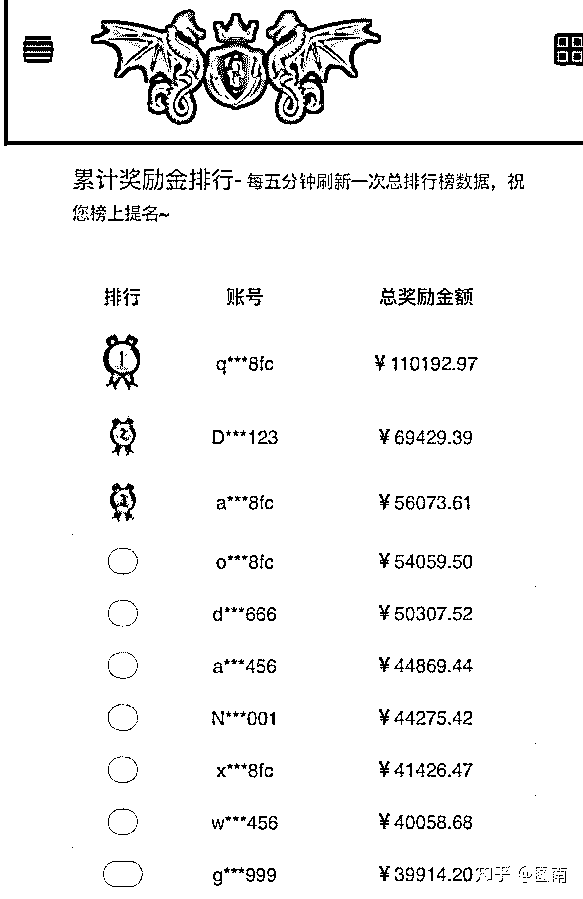 累计奖励金排行- 每五分钟刷新一次总排行榜数据，祝
您榜上提名~
排行 账号 总奖励金额
1 q***8fc ¥110192.97
2 D***123 ¥69429.39
3 a***8fc ¥56073.61
o***8fc ¥54059.50
d***666 ¥50307.52
a***456 ¥44869.44
N***001 ¥44275.42
x***8fc ¥41426.47
w***456 ¥40058.68
g***999 ¥39914.20
知乎 @图南